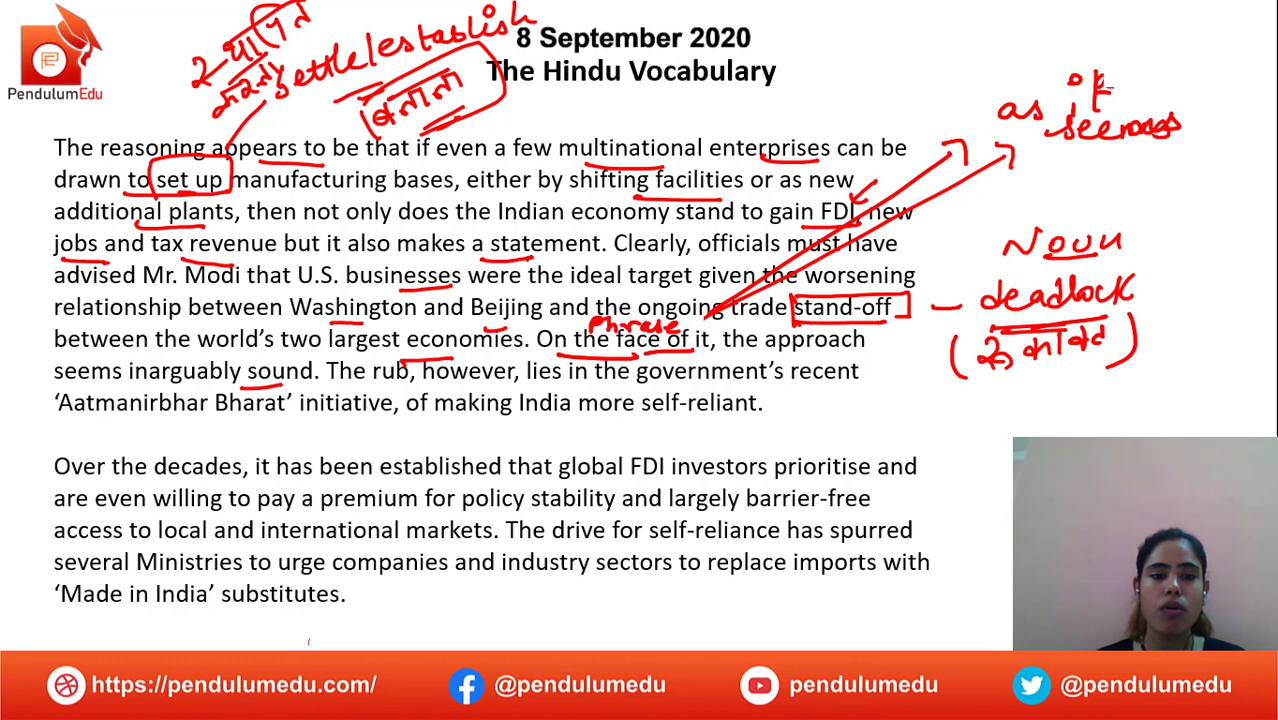 PendulumEdu
8 September 2020
The Hindu Vocabulary
settle/establish
as if
seems
The reasoning appears to be that if even a few multinational enterprises can be
drawn to set up manufacturing bases, either by shifting facilities or as new
additional plants, then not only does the Indian economy stand to gain FDI, new
jobs and tax revenue but it also makes a statement. Clearly, officials must have
advised Mr. Modi that U.S. businesses were the ideal target given the worsening
relationship between Washington and Beijing and the ongoing trade stand-off
between the world's two largest economies. On the face of it, the approach
seems inarguably sound. The rub, however, lies in the government's recent
‘Aatmanirbhar Bharat’ initiative, of making India more self-reliant.
Noun
- deadlock
phrase
Over the decades, it has been established that global FDI investors prioritise and
are even willing to pay a premium for policy stability and largely barrier-free
access to local and international markets. The drive for self-reliance has spurred
several Ministries to urge companies and industry sectors to replace imports with
‘Made in India’ substitutes.
https://pendulumedu.com/
@pendulumedu
pendulumedu
@pendulumedu